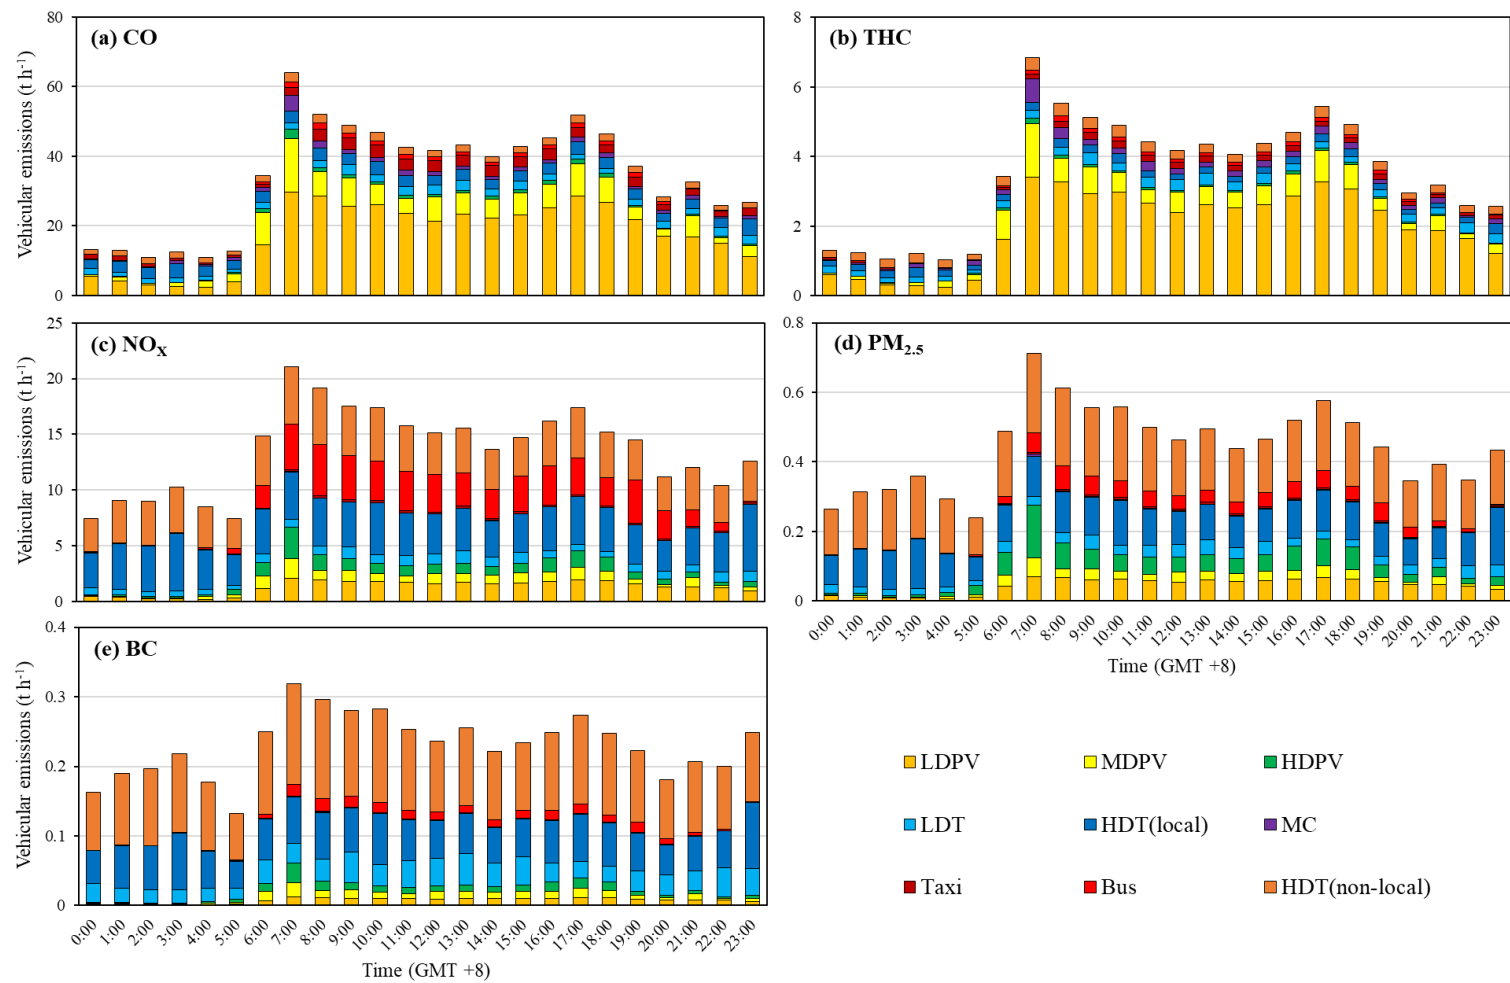 (a) CO
Vehicular emissions (t h-1)
80
60
40
20
0
(b) THC
8
6
4
2
0
(c) NOX
Vehicular emissions (t h-1)
25
20
15
10
5
0
(d) PM2.5
0.8
0.6
0.4
0.2
0
0:00 1:00 2:00 3:00 4:00 5:00 6:00 7:00 8:00 9:00 10:00 11:00 12:00 13:00 14:00 15:00 16:00 17:00 18:00 19:00 20:00 21:00 22:00 23:00
Time (GMT +8)
(e) BC
Vehicular emissions (t h-1)
0.4
0.3
0.2
0.1
0
0:00 1:00 2:00 3:00 4:00 5:00 6:00 7:00 8:00 9:00 10:00 11:00 12:00 13:00 14:00 15:00 16:00 17:00 18:00 19:00 20:00 21:00 22:00 23:00
Time (GMT +8)
LDPV MDPV HDPV
LDT HDT(local) MC
Taxi Bus HDT(non-local)